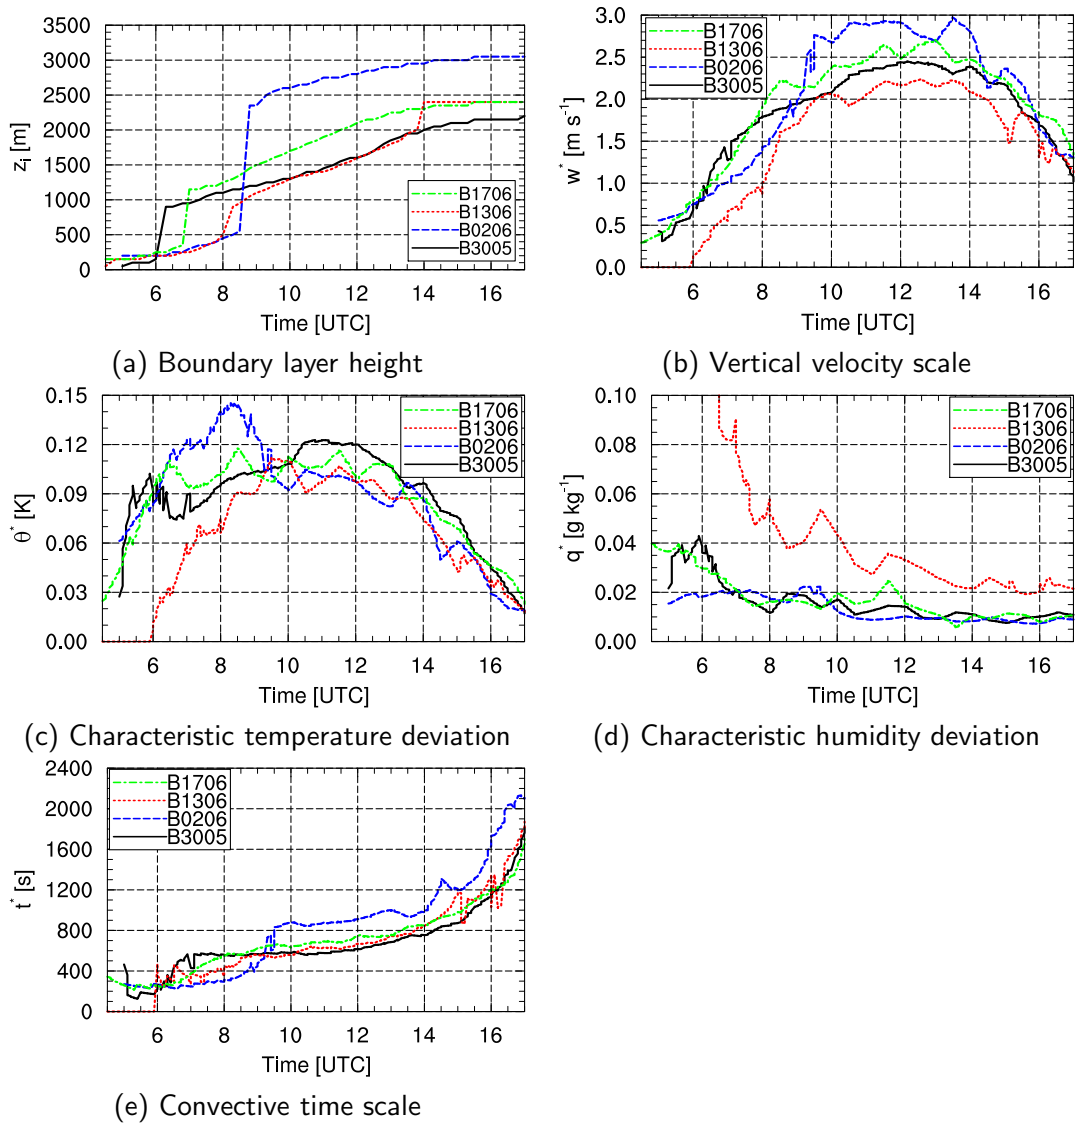 3500
3000
2500
2000
1500
1000
500
0
z_i [m]
B1706
B1306
B0206
B3005
6 8 10 12 14 16
Time [UTC]
(a) Boundary layer height
3.0
2.5
2.0
1.5
1.0
0.5
0.0
w* [m s⁻¹]
B1706
B1306
B0206
B3005
6 8 10 12 14 16
Time [UTC]
(b) Vertical velocity scale
0.15
0.12
0.09
0.06
0.03
0.00
θ* [K]
B1706
B1306
B0206
B3005
6 8 10 12 14 16
Time [UTC]
(c) Characteristic temperature deviation
0.10
0.08
0.06
0.04
0.02
0.00
q* [g kg⁻¹]
B1706
B1306
B0206
B3005
6 8 10 12 14 16
Time [UTC]
(d) Characteristic humidity deviation
2400
2000
1600
1200
800
400
0
t* [s]
B1706
B1306
B0206
B3005
6 8 10 12 14 16
Time [UTC]
(e) Convective time scale